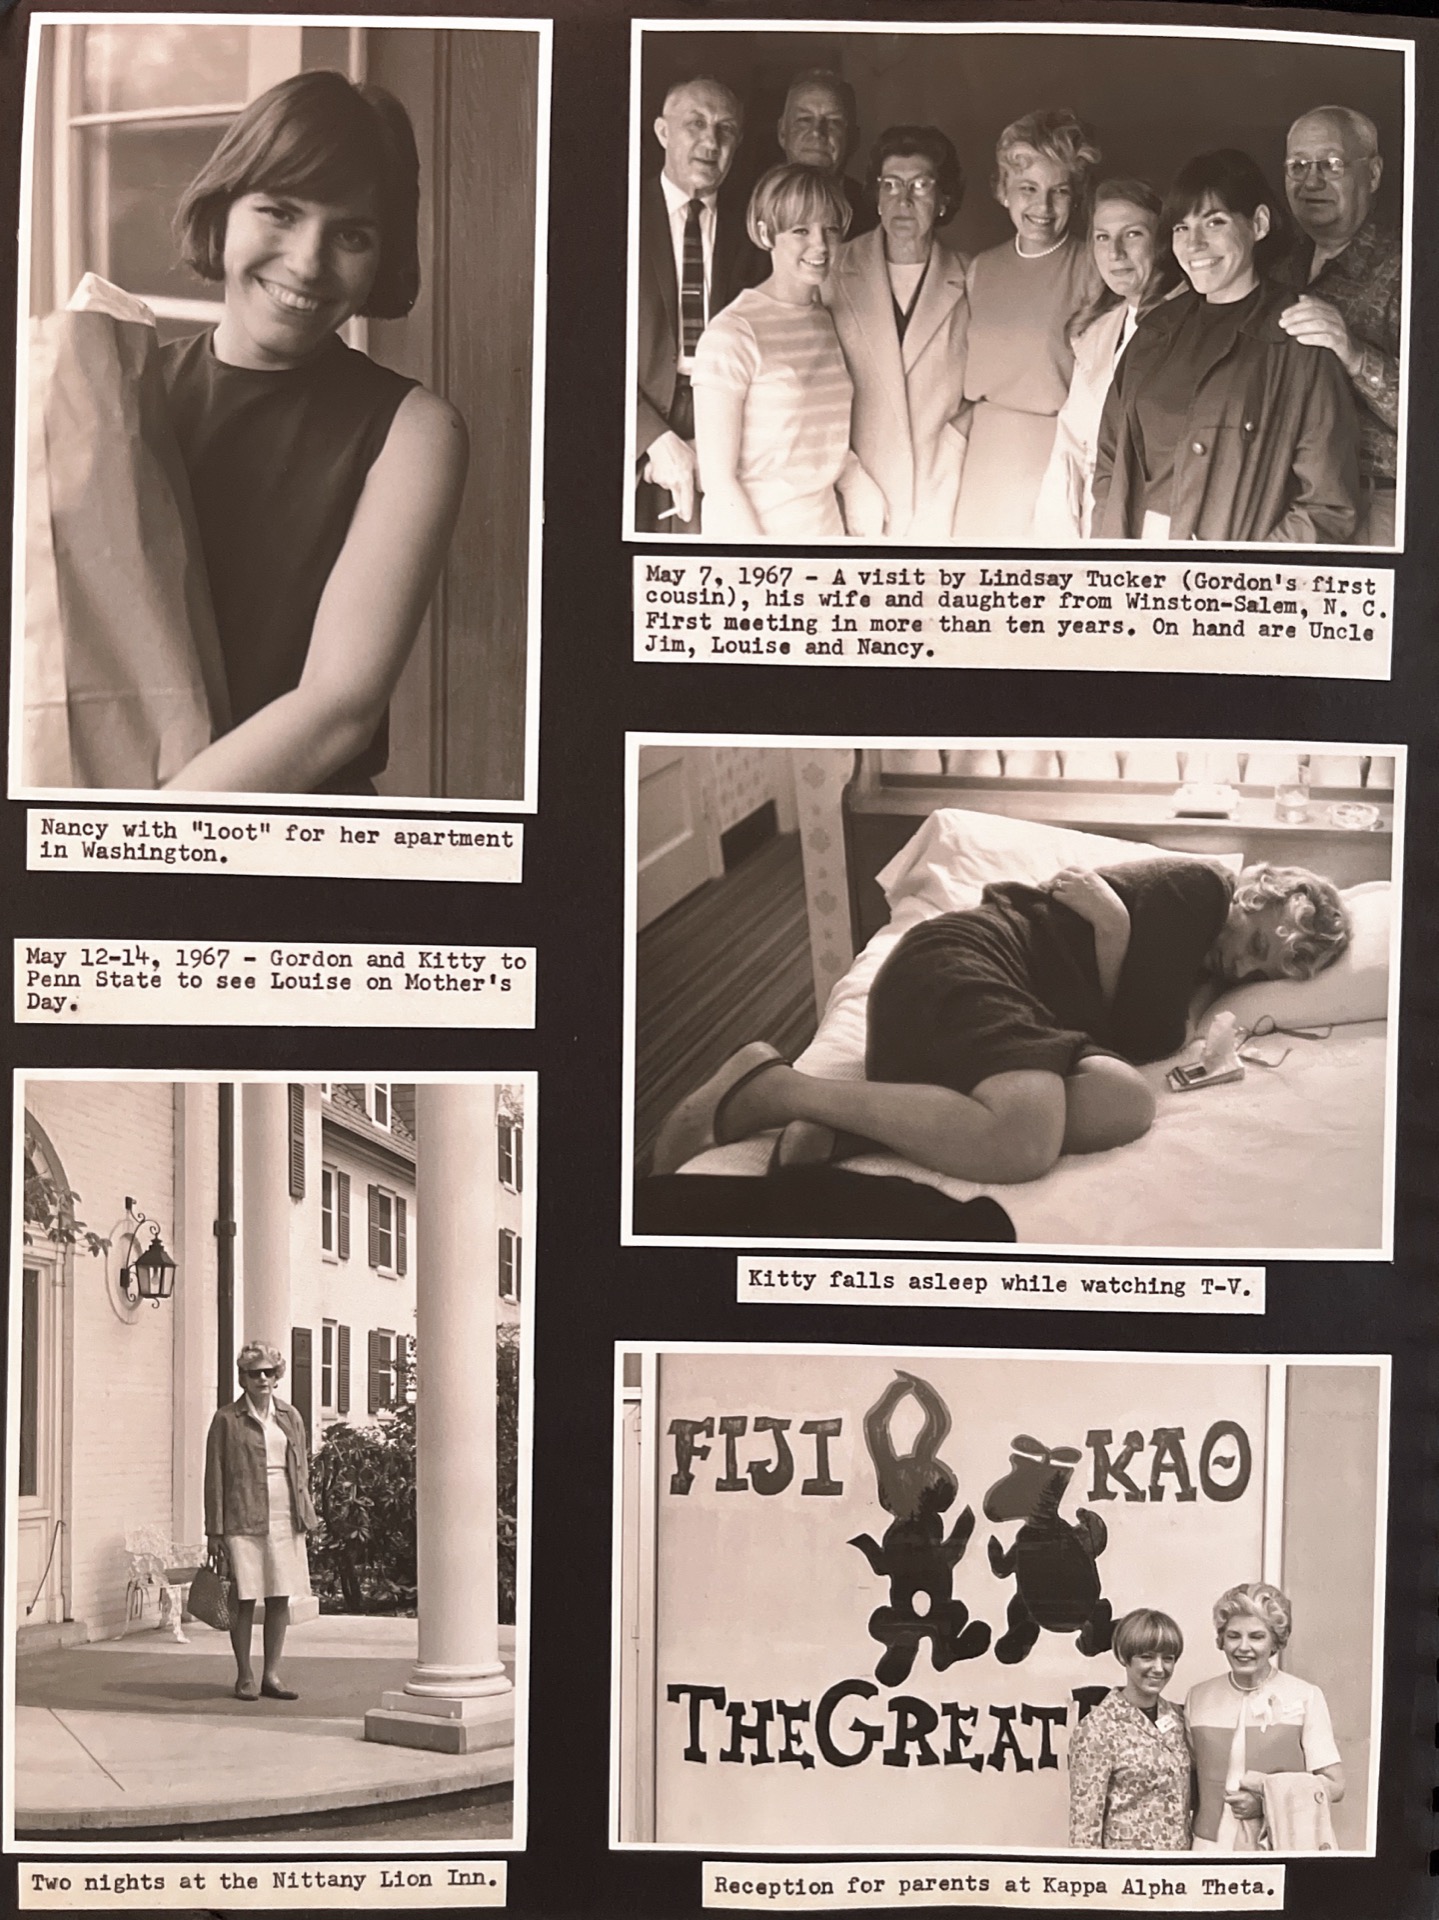 Nancy with "loot" for her apartment
in Washington.
May 7, 1967 - A visit by Lindsay Tucker (Gordon's first
cousin), his wife and daughter from Winston-Salem, N. C.
First meeting in more than ten years. On hand are Uncle
Jim, Louise and Nancy.
May 12-14, 1967 - Gordon and Kitty to
Penn State to see Louise on Mother's
Day.
Kitty falls asleep while watching T-V.
Two nights at the Nittany Lion Inn.
FIJI ΚΑΘ
THE GREAT
Reception for parents at Kappa Alpha Theta.